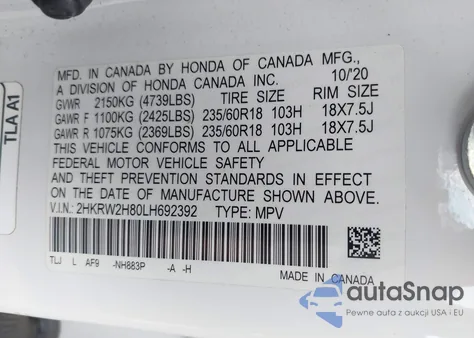 MFD. IN CANADA BY HONDA OF CANADA MFG.,
A DIVISION OF HONDA CANADA INC. 10/'20
GVWR 2150KG (4739LBS) TIRE SIZE RIM SIZE
GAWR F 1100KG (2425LBS) 235/60R18 103H 18X7.5J
GAWR R 1075KG (2369LBS) 235/60R18 103H 18X7.5J
THIS VEHICLE CONFORMS TO ALL APPLICABLE
FEDERAL MOTOR VEHICLE SAFETY
AND THEFT PREVENTION STANDARDS IN EFFECT
ON THE DATE OF MANUFACTURE SHOWN ABOVE.
V.I.N.: 2HKRW2H80LH692392 TYPE: MPV
TLJ L AF9 -NH883P -A -H
MADE IN CANADA
TLA A1
autoSnap
Pewne auta z USA i EU